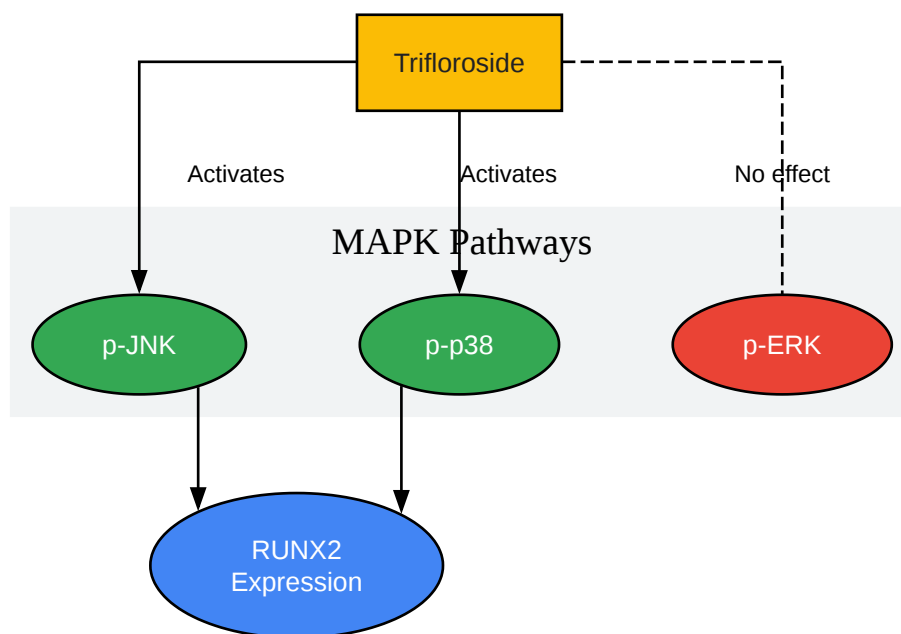 Trifloroside
Activates
Activates
No effect
MAPK Pathways
p-JNK
p-p38
p-ERK
RUNX2
Expression